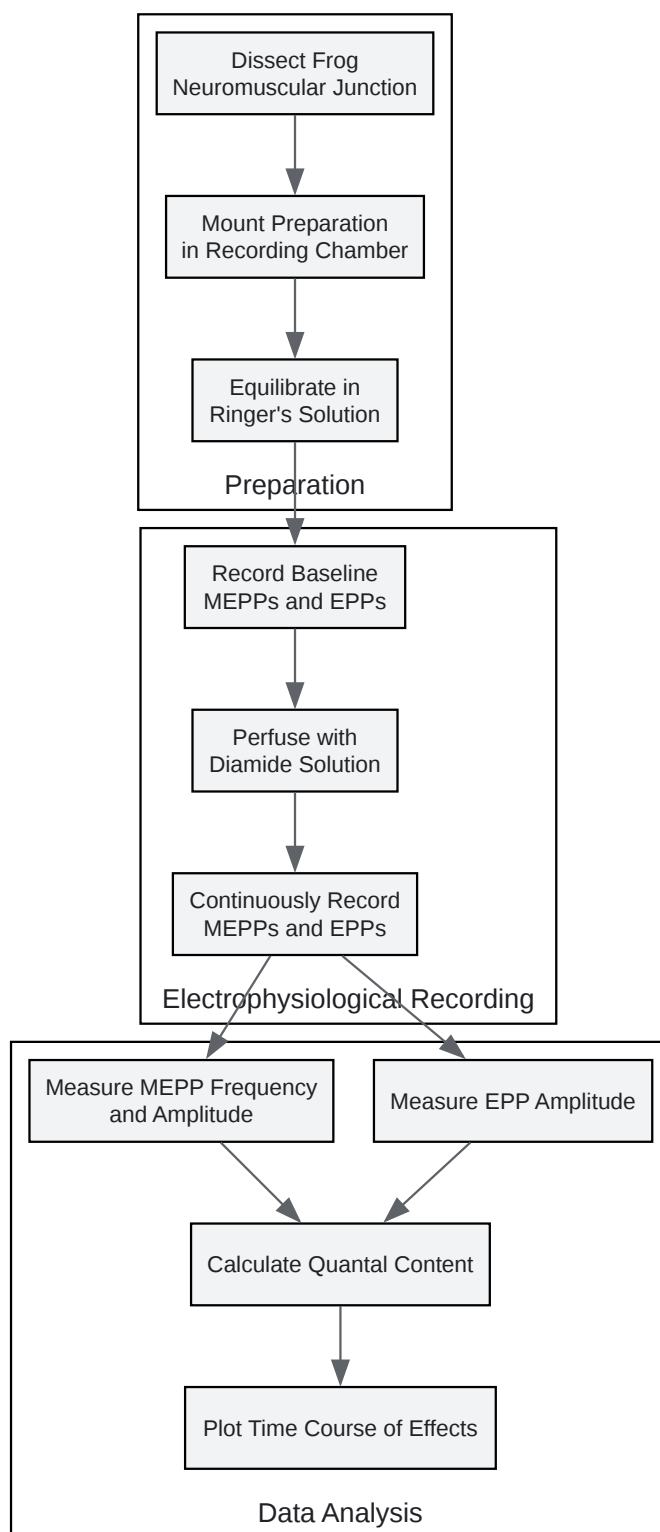 Dissect Frog
Neuromuscular Junction
Mount Preparation
in Recording Chamber
Equilibrate in
Ringer's Solution
Preparation
Record Baseline
MEPPs and EPPs
Perfuse with
Diamide Solution
Continuously Record
MEPPs and EPPs
Electrophysiological Recording
Measure MEPP Frequency
and Amplitude
Measure EPP Amplitude
Calculate Quantal Content
Plot Time Course of Effects
Data Analysis